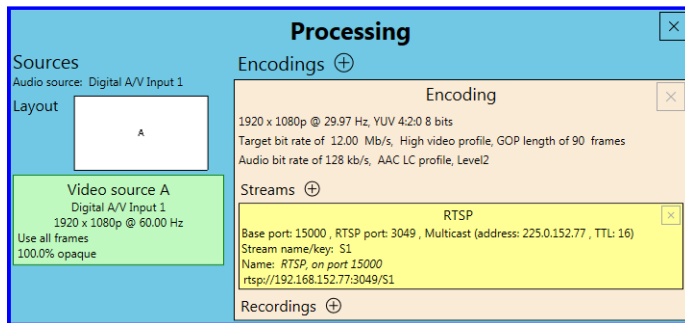 Processing
Sources
Audio source: Digital A/V Input 1
Layout
A
Video source A
Digital A/V Input 1
1920 x 1080p @ 60.00 Hz
Use all frames
100.0% opaque
Encodings
Encoding
1920 x 1080p @ 29.97 Hz, YUV 4:2:0 8 bits
Target bit rate of 12.00 Mb/s, High video profile, GOP length of 90 frames
Audio bit rate of 128 kb/s, AAC LC profile, Level2
Streams
RTSP
Base port: 15000 , RTSP port: 3049 , Multicast (address: 225.0.152.77 , TTL: 16)
Stream name/key: S1
Name: RTSP, on port 15000
rtsp://192.168.152.77:3049/S1
Recordings